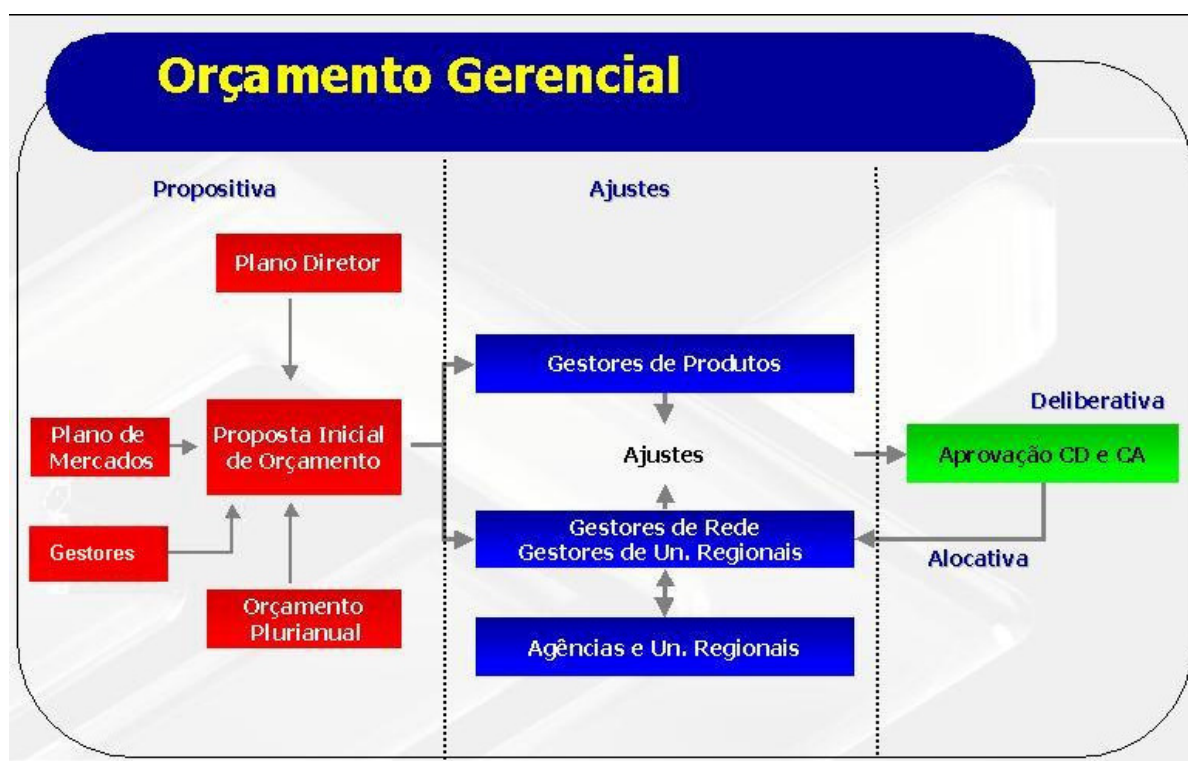 Orçamento Gerencial
Propositiva
Ajustes
Plano Diretor
Gestores de Produtos
Deliberativa
Plano de
Mercados
Proposta Inicial
de Orçamento
Ajustes
Aprovação CD e CA
Gestores
Gestores de Rede
Gestores de Un. Regionais
Alocativa
Orçamento
Plurianual
Agências e Un. Regionais